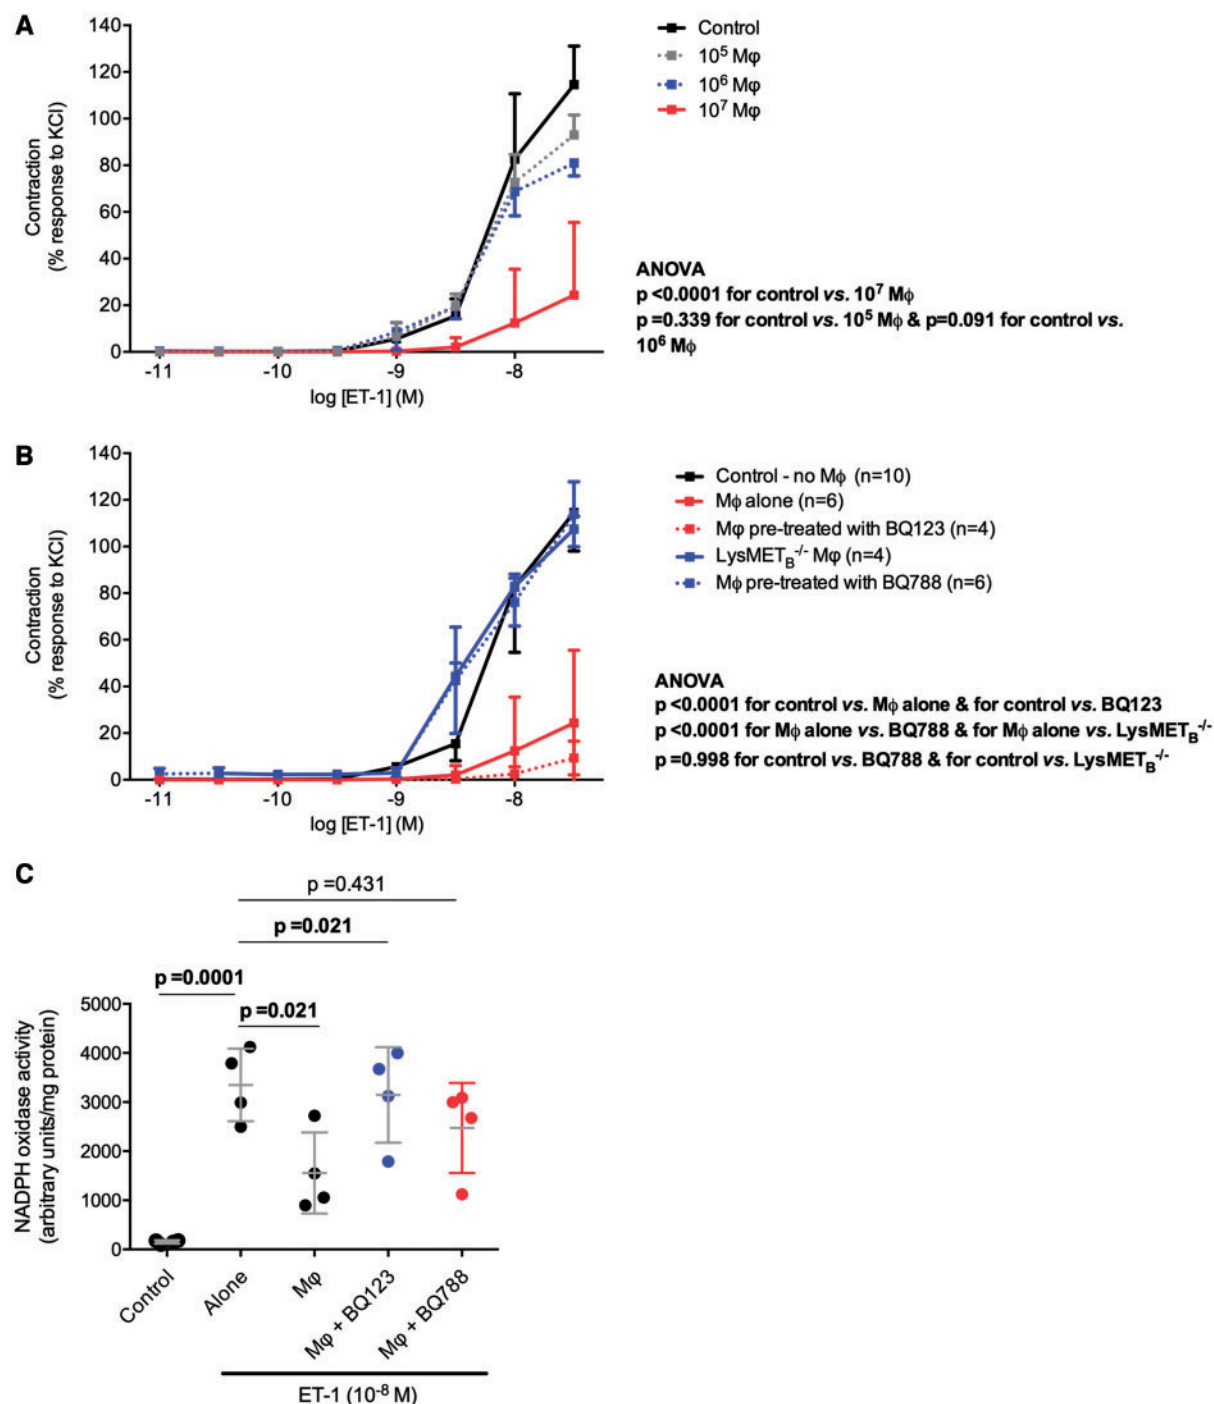 A
140
120
100
80
60
40
20
0
Contraction
(% response to KCl)
-11
-10
-9
-8
log [ET-1] (M)
Control
10⁵ Mφ
10⁶ Mφ
10⁷ Mφ
ANOVA
p <0.0001 for control vs. 10⁷ Mϕ
p =0.339 for control vs. 10⁵ Mϕ & p=0.091 for control vs.
10⁶ Mϕ
B
140
120
100
80
60
40
20
0
Contraction
(% response to KCl)
-11
-10
-9
-8
log [ET-1] (M)
Control - no Mϕ (n=10)
Mϕ alone (n=6)
Mφ pre-treated with BQ123 (n=4)
LysMET_B⁻/⁻ Mφ (n=4)
Mϕ pre-treated with BQ788 (n=6)
ANOVA
p <0.0001 for control vs. Mϕ alone & for control vs. BQ123
p <0.0001 for Mϕ alone vs. BQ788 & for Mϕ alone vs. LysMET_B⁻/⁻
p =0.998 for control vs. BQ788 & for control vs. LysMET_B⁻/⁻
C
p =0.431
p =0.021
p =0.0001
p =0.021
5000
4000
3000
2000
1000
0
NADPH oxidase activity
(arbitrary units/mg protein)
Control
Alone
Mφ
Mφ + BQ123
Mφ + BQ788
ET-1 (10⁻⁸ M)